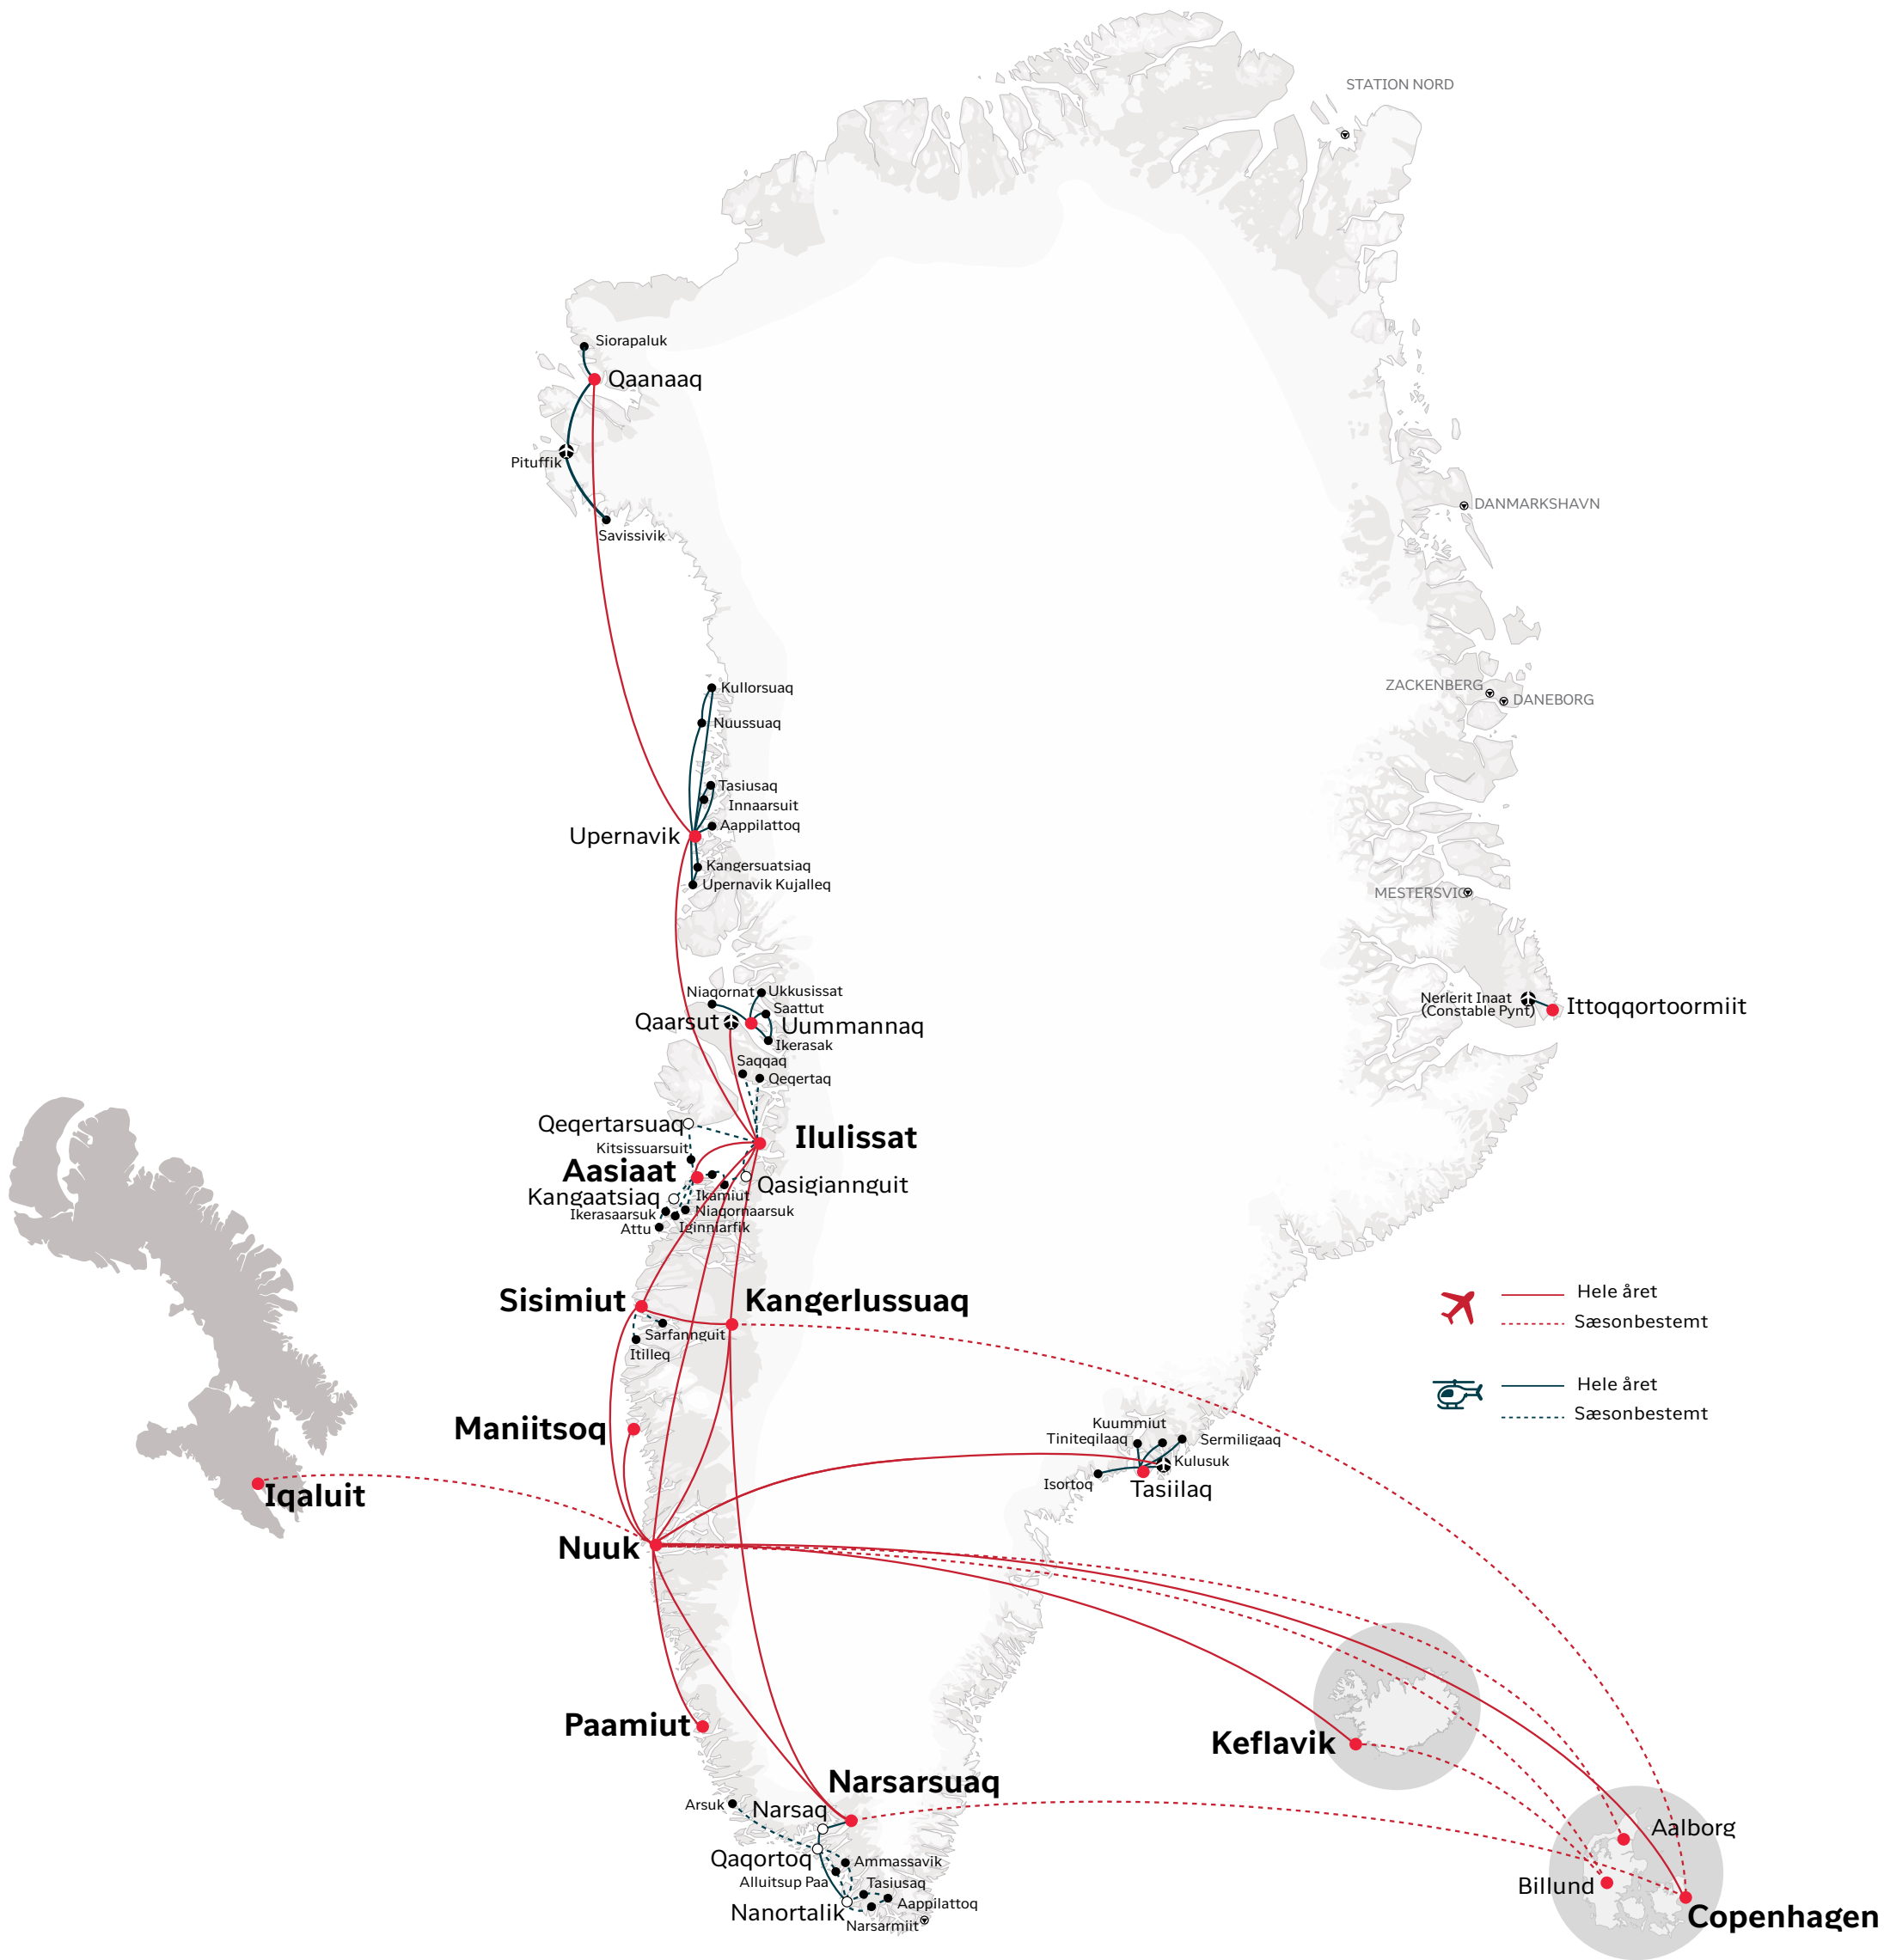 STATION NORD
Siorapaluk
Qaanaaq
Pituffik
Savissivik
DANMARKSHAVN
Kullorsuaq
Nuussuaq
ZACKENBERG
DANEBORG
Tasiusaq
Innaarsuit
Aappilattoq
Upernavik
Kangersuatsiaq
Upernavik Kujalleq
MESTERSVIG
Niaqornat
Ukkusissat
Saattut
Qaarsut
Uummannaq
Ikerasak
Nerlerit Inaat
(Constable Pynt)
Ittoqqortoormiit
Saqqaq
Qeqertaq
Qeqertarsuaq
Ilulissat
Kitsissuarsuit
Aasiaat
Qasigiannguit
Kangaatsiaq
Ikamiut
Ikerasaarsuk
Niaqornaarsuk
Attu
Iginniarfik
Sisimiut
Kangerlussuaq
Sarfannguit
Itilleq
Hele året
Sæsonbestemt
Hele året
Sæsonbestemt
Maniitsoq
Kuummiut
Tiniteqilaaq
Sermiligaaq
Kulusuk
Isortoq
Tasiilaq
Iqaluit
Nuuk
Paamiut
Keflavik
Narsarsuaq
Arsuk
Narsaq
Aalborg
Qaqortoq
Ammassavik
Alluitsup Paa
Tasiusaq
Billund
Aappilattoq
Nanortalik
Narsarmiit
Copenhagen